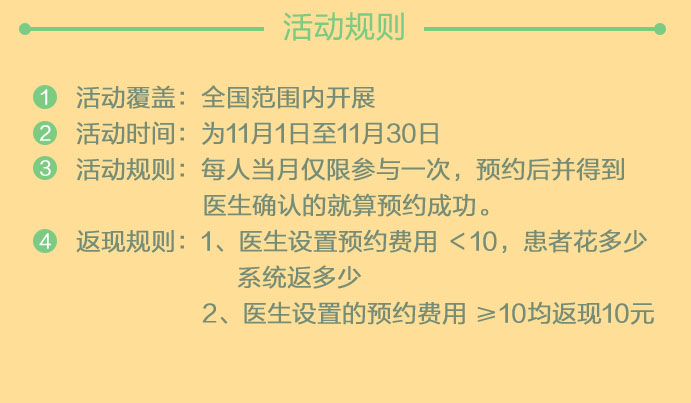 活动规则
1 活动覆盖：全国范围内开展
2 活动时间：为11月1日至11月30日
3 活动规则：每人当月仅限参与一次，预约后并得到
医生确认的就算预约成功。
4 返现规则：1、医生设置预约费用 <10，患者花多少
系统返多少
2、医生设置的预约费用 ≥10均返现10元